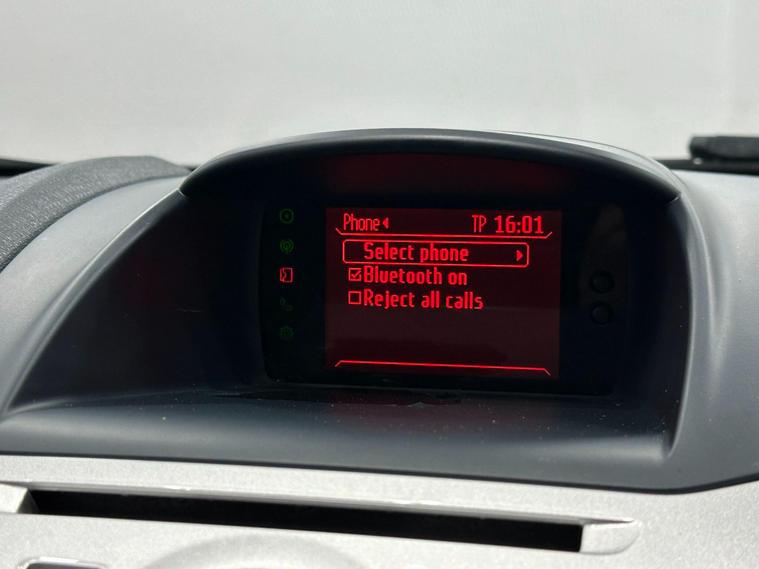 Phone TP 16:01
Select phone
Bluetooth on
Reject all calls